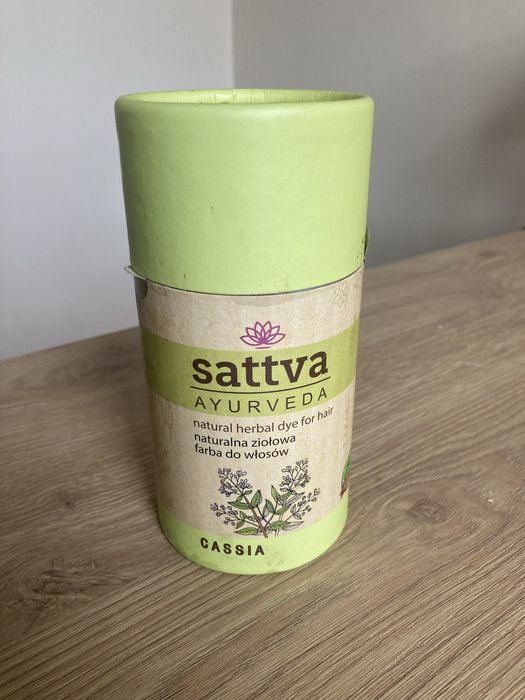 sattva
AYURVEDA
natural herbal dye for hair
naturalna ziołowa
farba do włosów
CASSIA